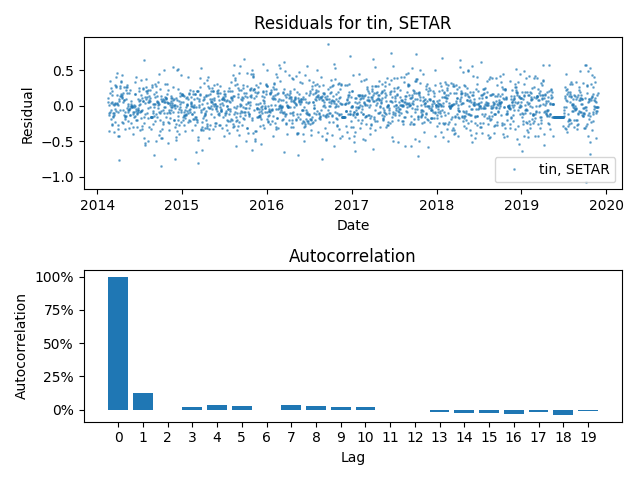 Residuals for tin, SETAR
Residual
0.5
0.0
−0.5
−1.0
tin, SETAR
2014 2015 2016 2017 2018 2019 2020
Date
Autocorrelation
Autocorrelation
100%
75%
50%
25%
0%
0 1 2 3 4 5 6 7 8 9 10 11 12 13 14 15 16 17 18 19
Lag